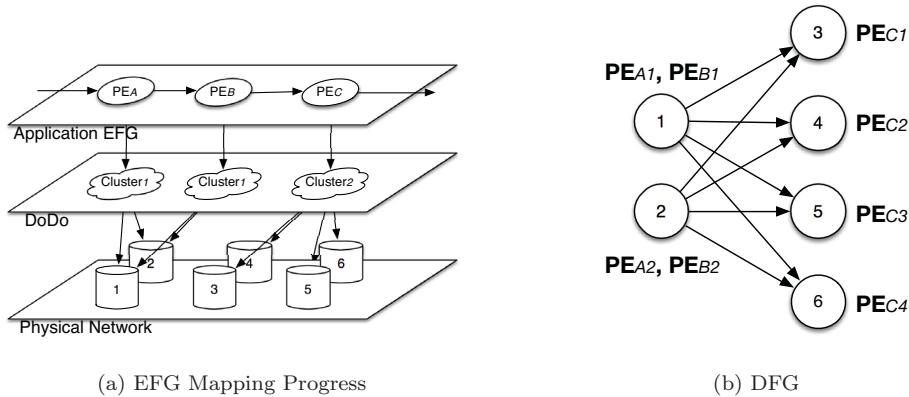 PEA
PEB
PEC
Application EFG
Cluster1
Cluster1
Cluster2
DoDo
2
4
6
1
3
5
Physical Network
(a) EFG Mapping Progress
3
PEC1
PEA1, PEB1
1
4
PEC2
2
5
PEC3
PEA2, PEB2
6
PEC4
(b) DFG